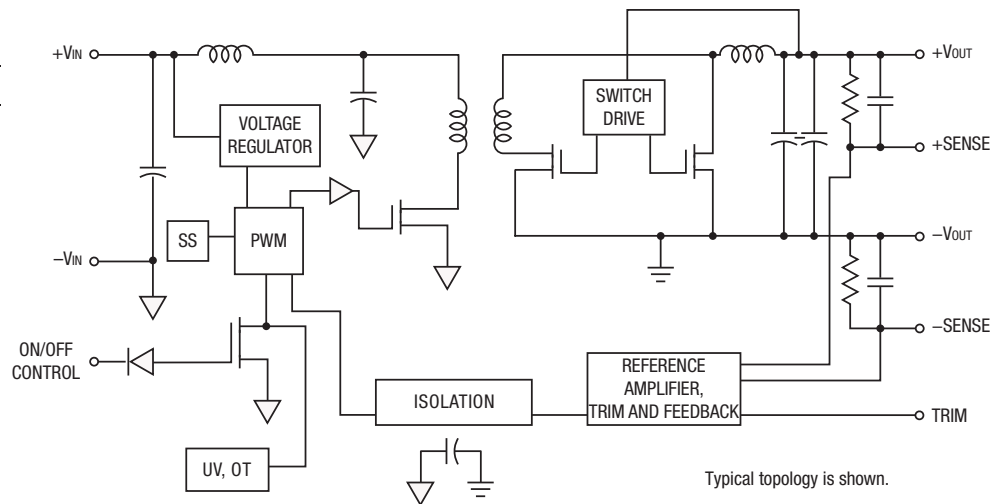 +VIN
+VOUT
SWITCH
DRIVE
VOLTAGE
REGULATOR
+SENSE
SS
PWM
−VIN
−VOUT
−SENSE
ON/OFF
CONTROL
REFERENCE
AMPLIFIER,
TRIM AND FEEDBACK
ISOLATION
TRIM
UV, OT
Typical topology is shown.